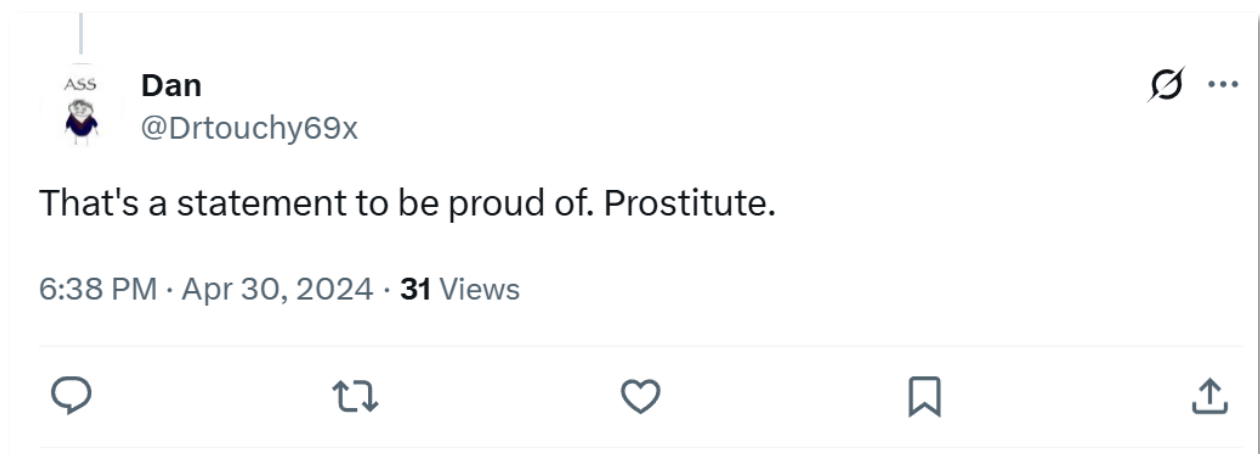 ASS
Dan
@Drtouchy69x
That's a statement to be proud of. Prostitute.
6:38 PM · Apr 30, 2024 · 31 Views